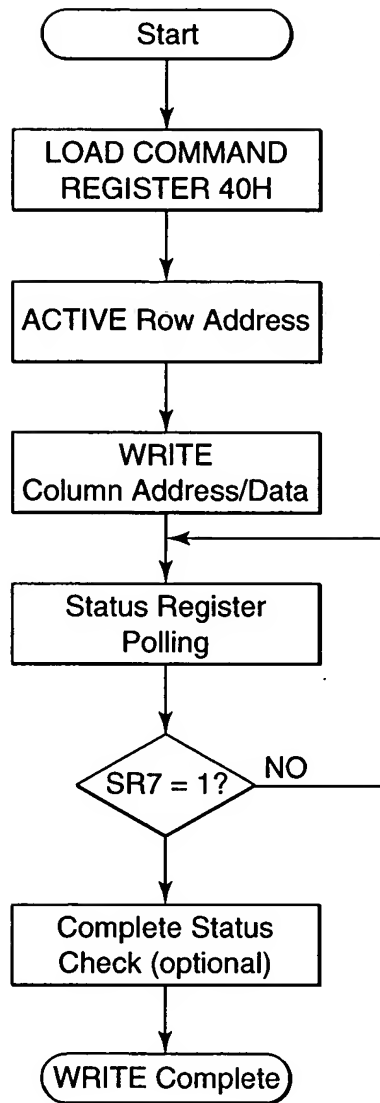 Start
LOAD COMMAND
REGISTER 40H
ACTIVE Row Address
WRITE
Column Address/Data
Status Register
Polling
SR7 = 1?
NO
Complete Status
Check (optional)
WRITE Complete